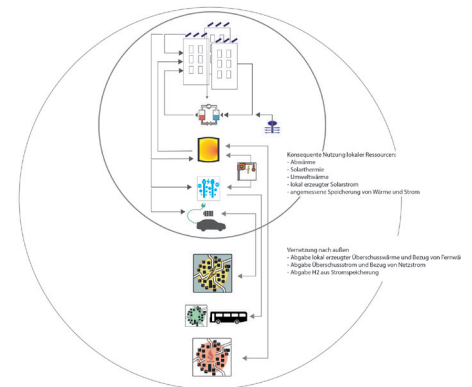 Konsequente Nutzung lokaler Ressourcen:
- Abwärme
- Solarthermie
- Umweltwärme
- lokal erzeugter Solarstrom
- angemessene Speicherung von Wärme und Strom
Vernetzung nach außen
- Abgabe lokal erzeugter Überschusswärme und Bezug von Fernwä
- Abgabe Überschussstrom und Bezug von Netzstrom
- Abgabe H2 aus Stromspeicherung